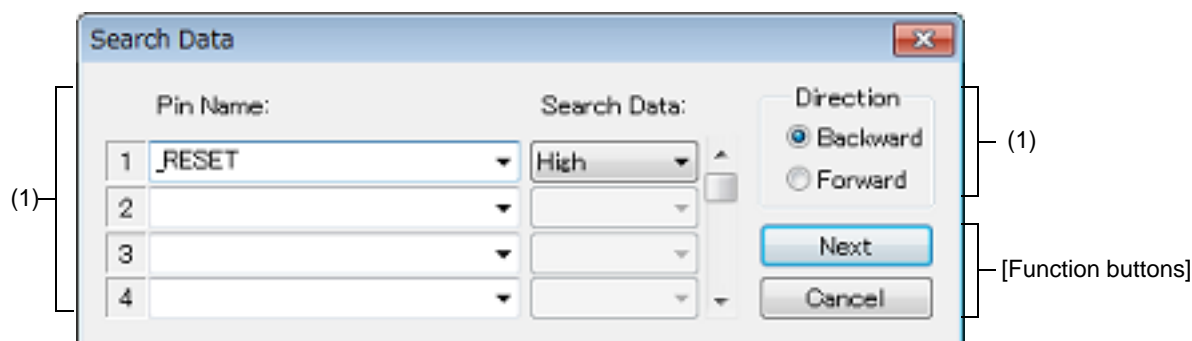 Search Data
Pin Name:
Search Data:
Direction
Backward
Forward
(1)
1 _RESET High
2
3
4
(1)
Next
Cancel
[Function buttons]